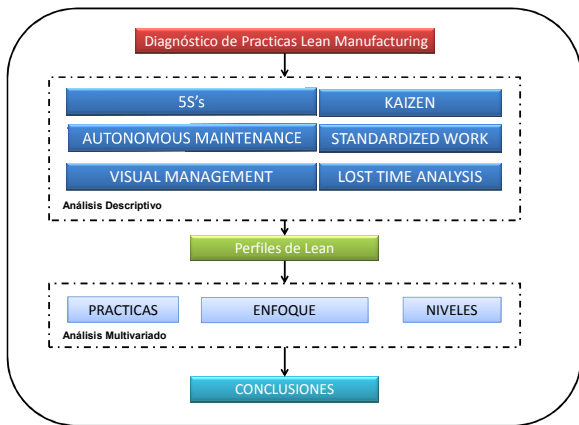 Diagnóstico de Practicas Lean Manufacturing
5S's KAIZEN
AUTONOMOUS MAINTENANCE STANDARDIZED WORK
VISUAL MANAGEMENT LOST TIME ANALYSIS
Análisis Descriptivo
Perfiles de Lean
PRACTICAS ENFOQUE NIVELES
Análisis Multivariado
CONCLUSIONES